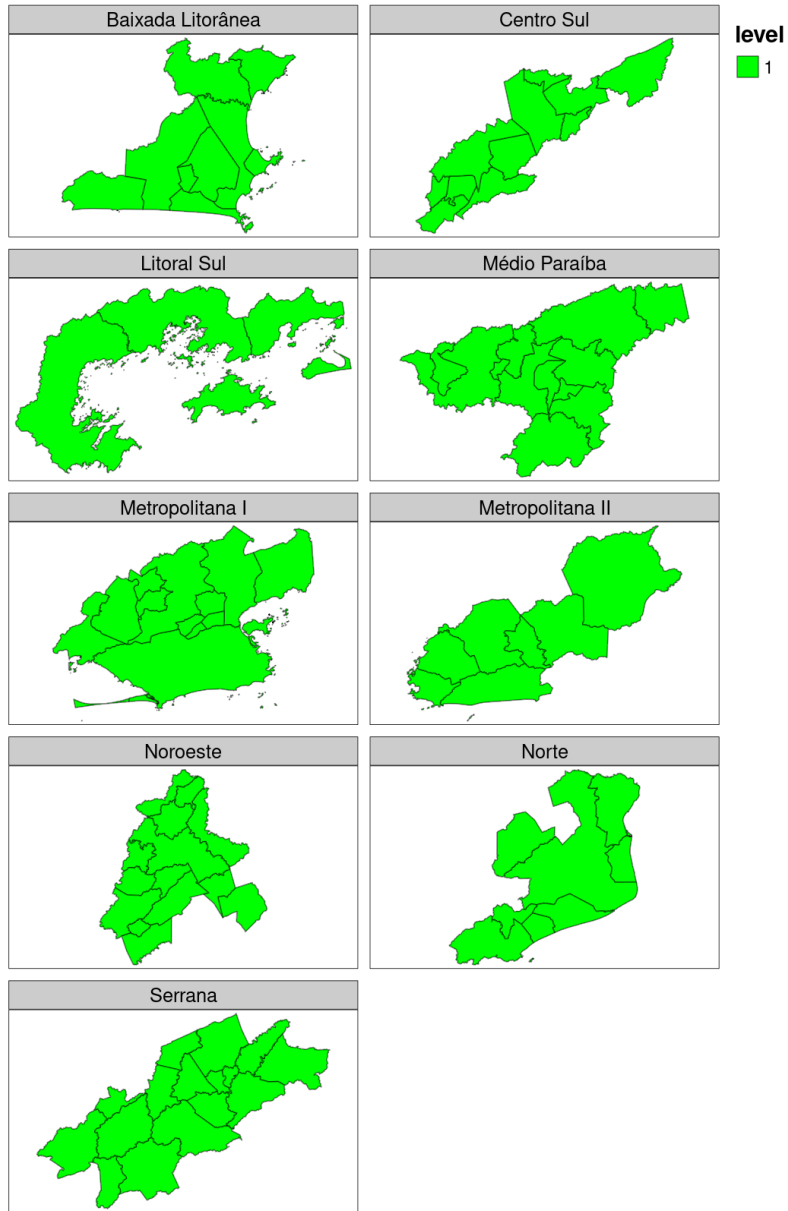 Baixada Litorânea
Centro Sul
level
1
Litoral Sul
Médio Paraíba
Metropolitana I
Metropolitana II
Noroeste
Norte
Serrana